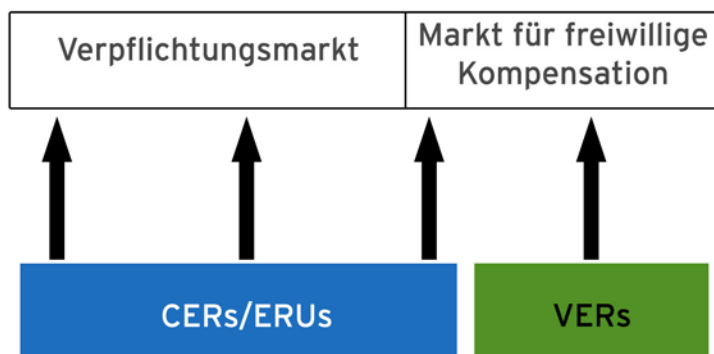 Verpflichtungsmarkt
Markt für freiwillige
Kompensation
CERs/ERUs
VERs